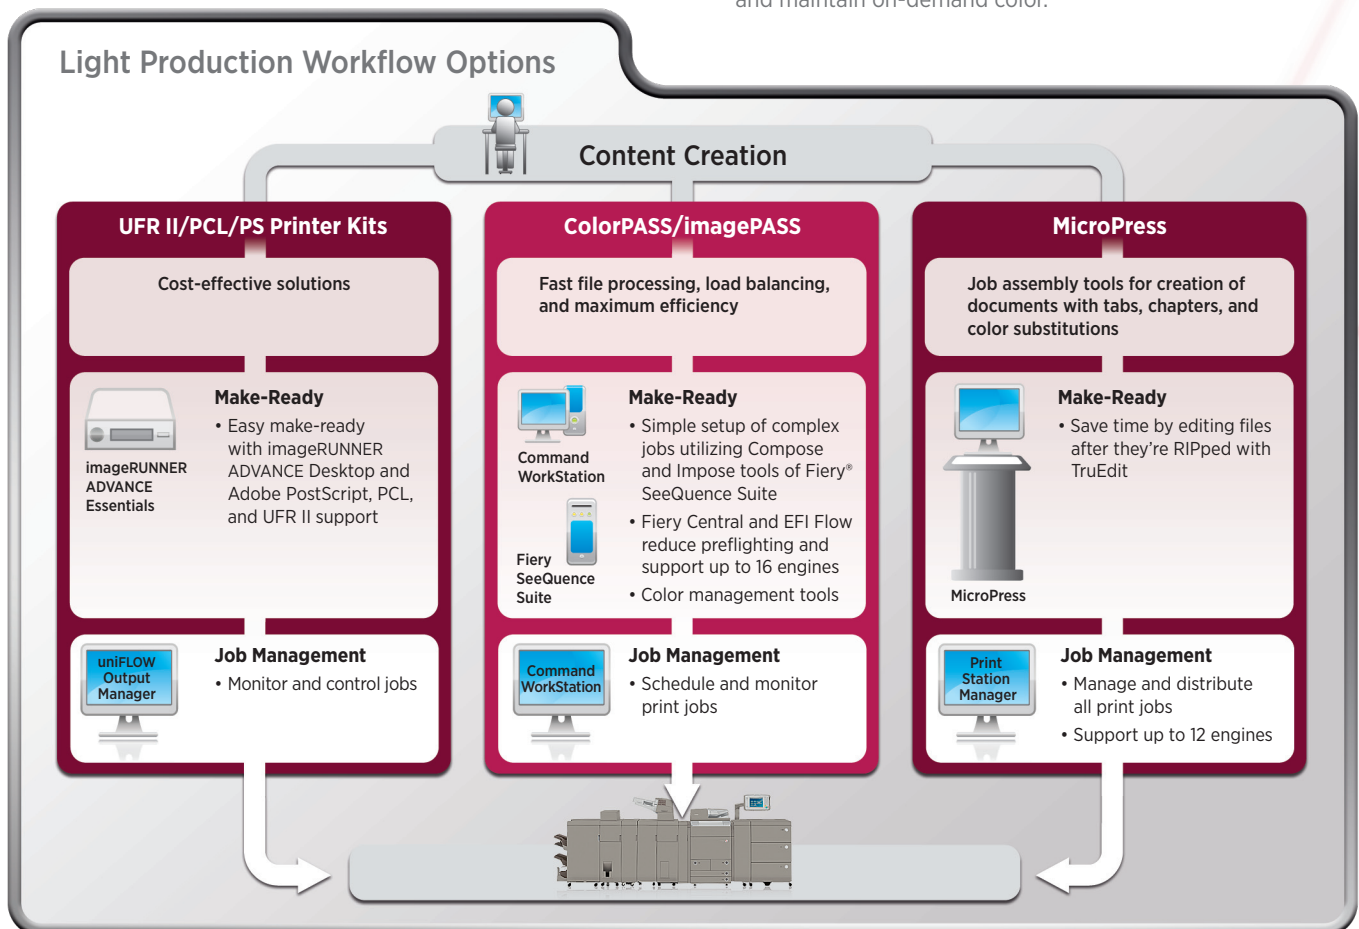 and maintain on-demand color.
Light Production Workflow Options
Content Creation
UFR II/PCL/PS Printer Kits
Cost-effective solutions
imageRUNNER
ADVANCE
Essentials
Make-Ready
• Easy make-ready
with imageRUNNER
ADVANCE Desktop and
Adobe PostScript, PCL,
and UFR II support
uniFLOW
Output
Manager
Job Management
• Monitor and control jobs
ColorPASS/imagePASS
Fast file processing, load balancing,
and maximum efficiency
Command
WorkStation
Fiery
SeeQuence
Suite
Make-Ready
• Simple setup of complex
jobs utilizing Compose
and Impose tools of Fiery®
SeeQuence Suite
• Fiery Central and EFI Flow
reduce preflighting and
support up to 16 engines
• Color management tools
Command
WorkStation
Job Management
• Schedule and monitor
print jobs
MicroPress
Job assembly tools for creation of
documents with tabs, chapters, and
color substitutions
MicroPress
Make-Ready
• Save time by editing files
after they're RIPped with
TruEdit
Print
Station
Manager
Job Management
• Manage and distribute
all print jobs
• Support up to 12 engines